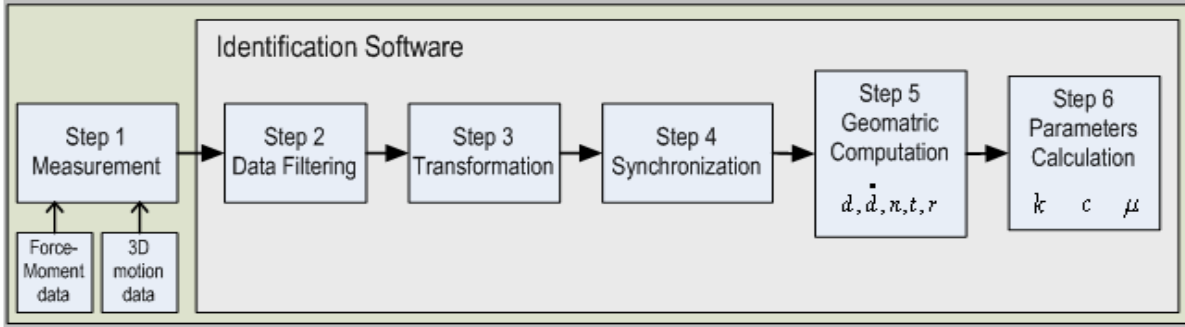 Identification Software
Step 1
Measurement
Force-
Moment
data
3D
motion
data
Step 2
Data Filtering
Step 3
Transformation
Step 4
Synchronization
Step 5
Geomatric
Computation
d, ḋ, n, t, r
Step 6
Parameters
Calculation
k c μ